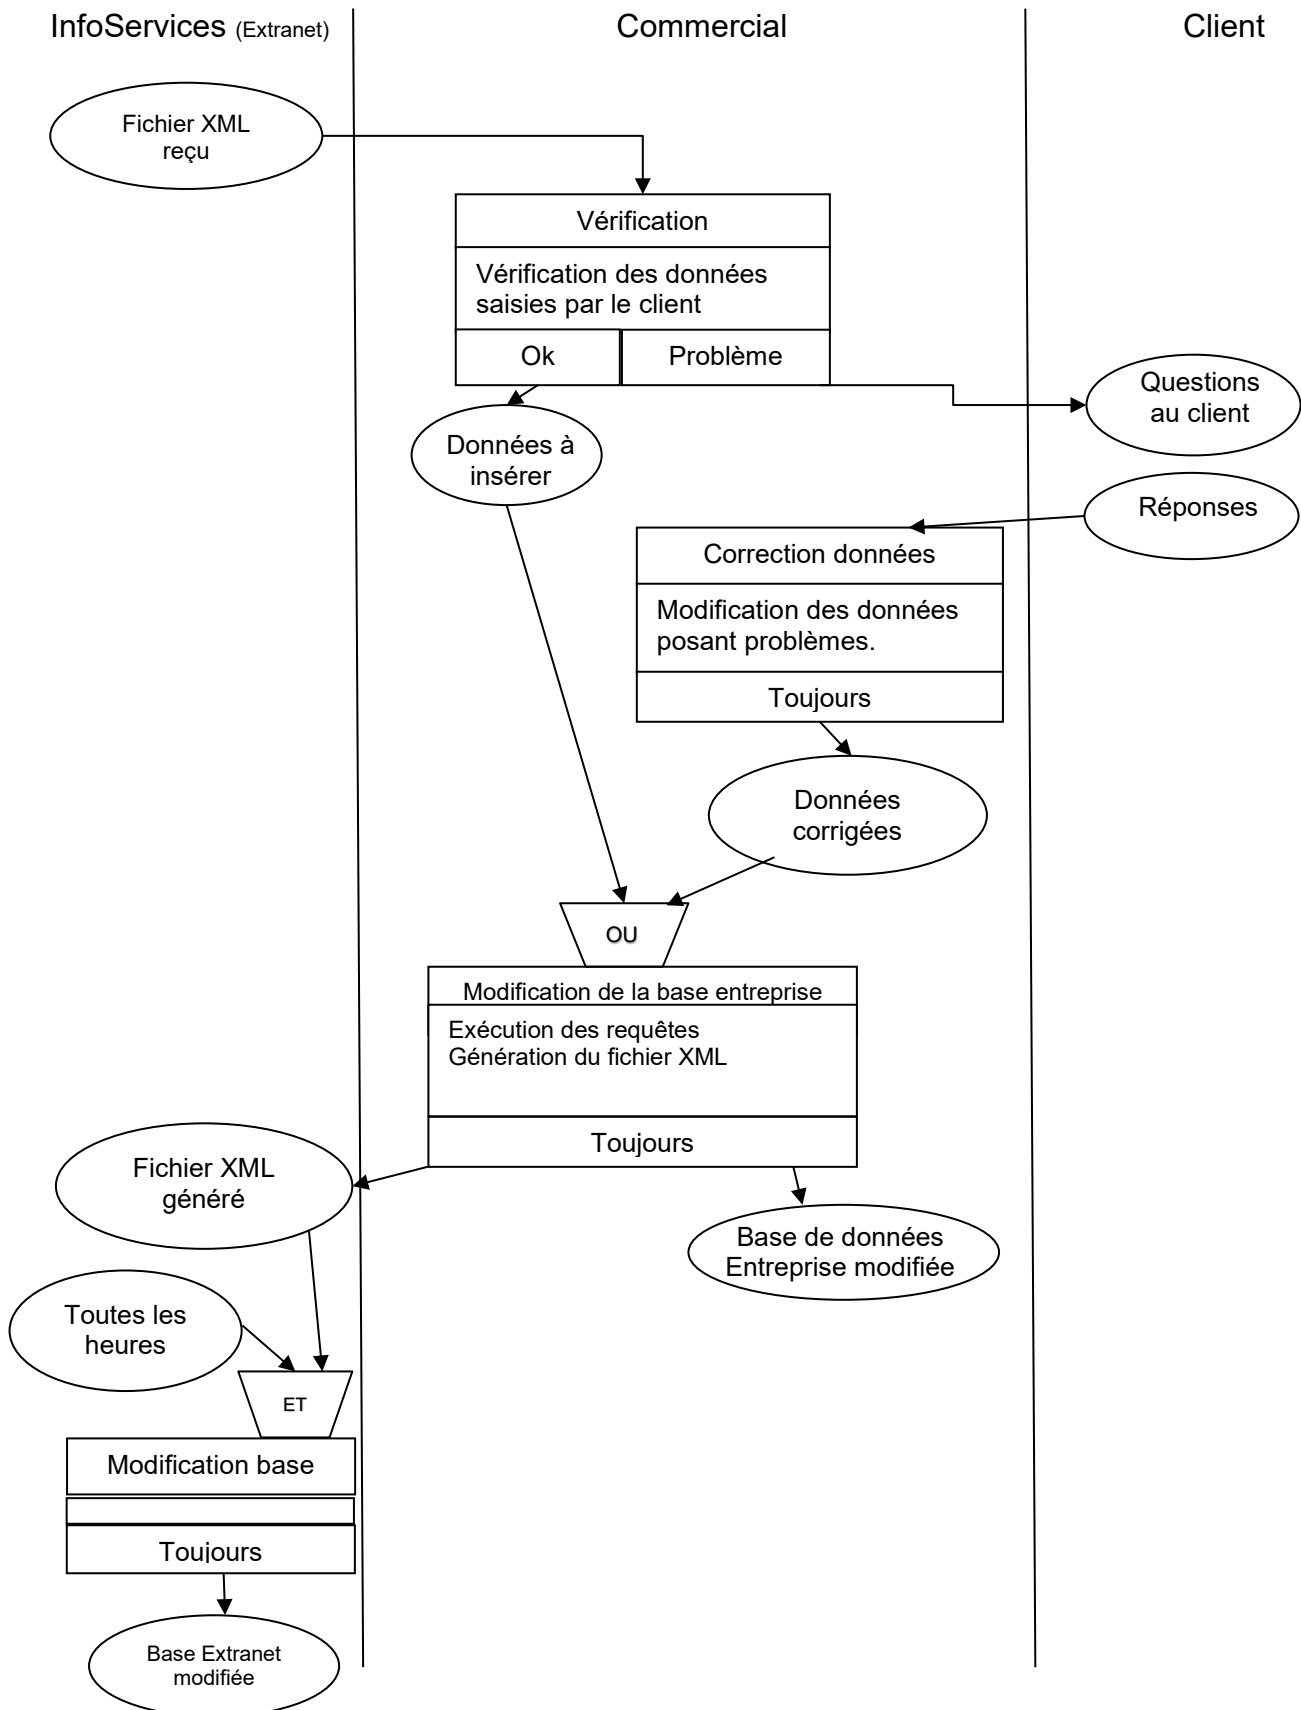 InfoServices (Extranet)
Commercial
Client
Fichier XML
reçu
Vérification
Vérification des données
saisies par le client
Ok
Problème
Questions
au client
Données à
insérer
Réponses
Correction données
Modification des données
posant problèmes.
Toujours
Données
corrigées
OU
Modification de la base entreprise
Exécution des requêtes
Génération du fichier XML
Toujours
Fichier XML
généré
Base de données
Entreprise modifiée
Toutes les
heures
ET
Modification base
Toujours
Base Extranet
modifiée